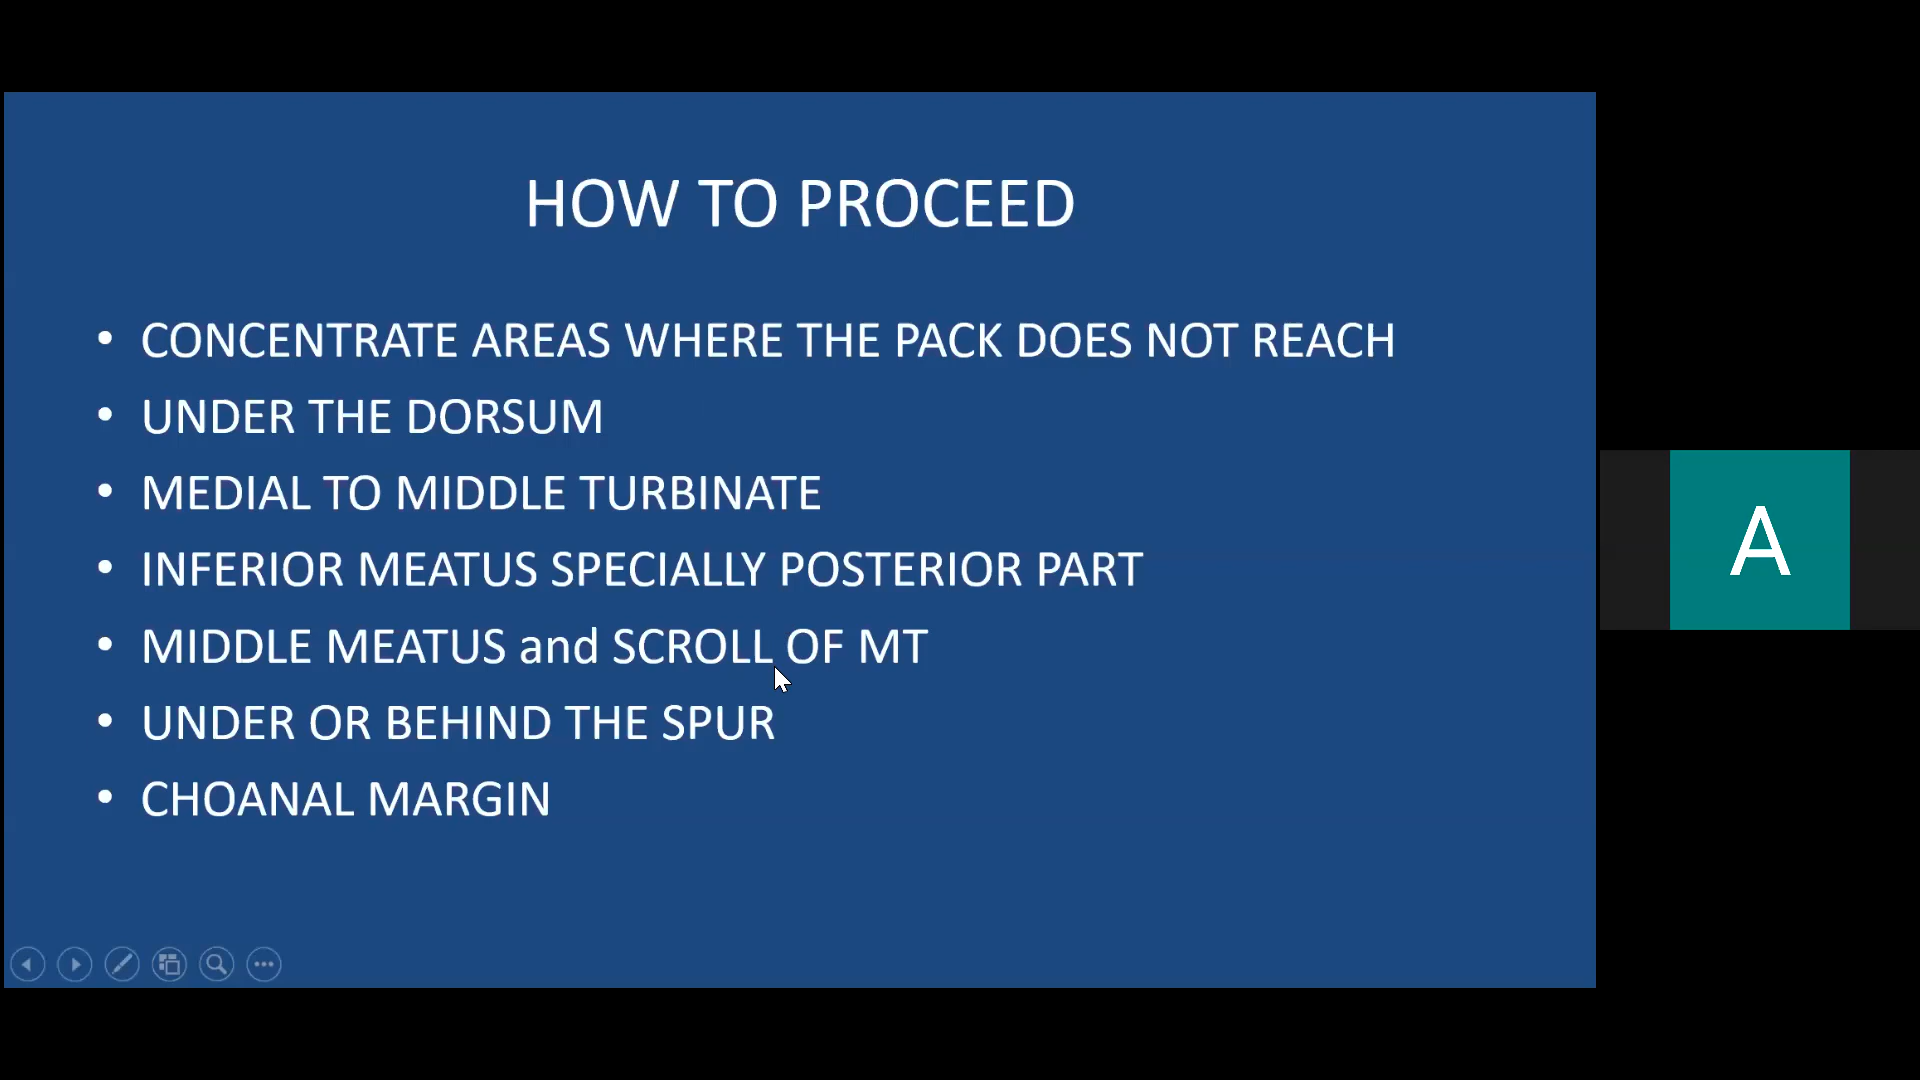 HOW TO PROCEED
• CONCENTRATE AREAS WHERE THE PACK DOES NOT REACH
• UNDER THE DORSUM
• MEDIAL TO MIDDLE TURBINATE
• INFERIOR MEATUS SPECIALLY POSTERIOR PART
• MIDDLE MEATUS and SCROLL OF MT
• UNDER OR BEHIND THE SPUR
• CHOANAL MARGIN
A